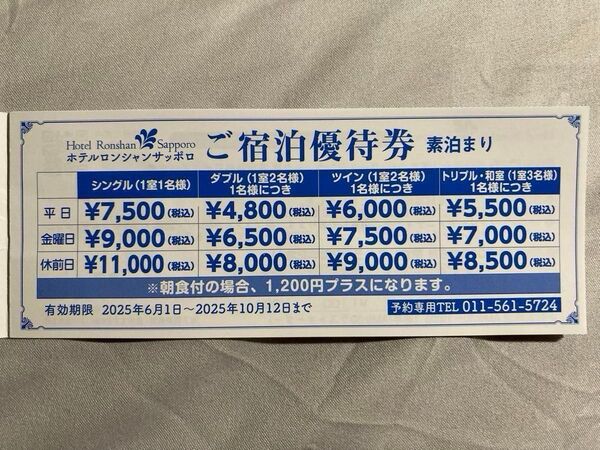 Hotel Ronshan Sapporo
ホテルロンシャンサッポロ
ご宿泊優待券 素泊まり
シングル(1室1名様) ダブル(1室2名様) 1名様につき ツイン(1室2名様) 1名様につき トリプル・和室(1室3名様) 1名様につき
平日 ¥7,500(税込) ¥4,800(税込) ¥6,000(税込) ¥5,500(税込)
金曜日 ¥9,000(税込) ¥6,500(税込) ¥7,500(税込) ¥7,000(税込)
休前日 ¥11,000(税込) ¥8,000(税込) ¥9,000(税込) ¥8,500(税込)
※朝食付の場合、1,200円プラスになります。
有効期限 2025年6月1日～2025年10月12日まで 予約専用TEL 011-561-5724